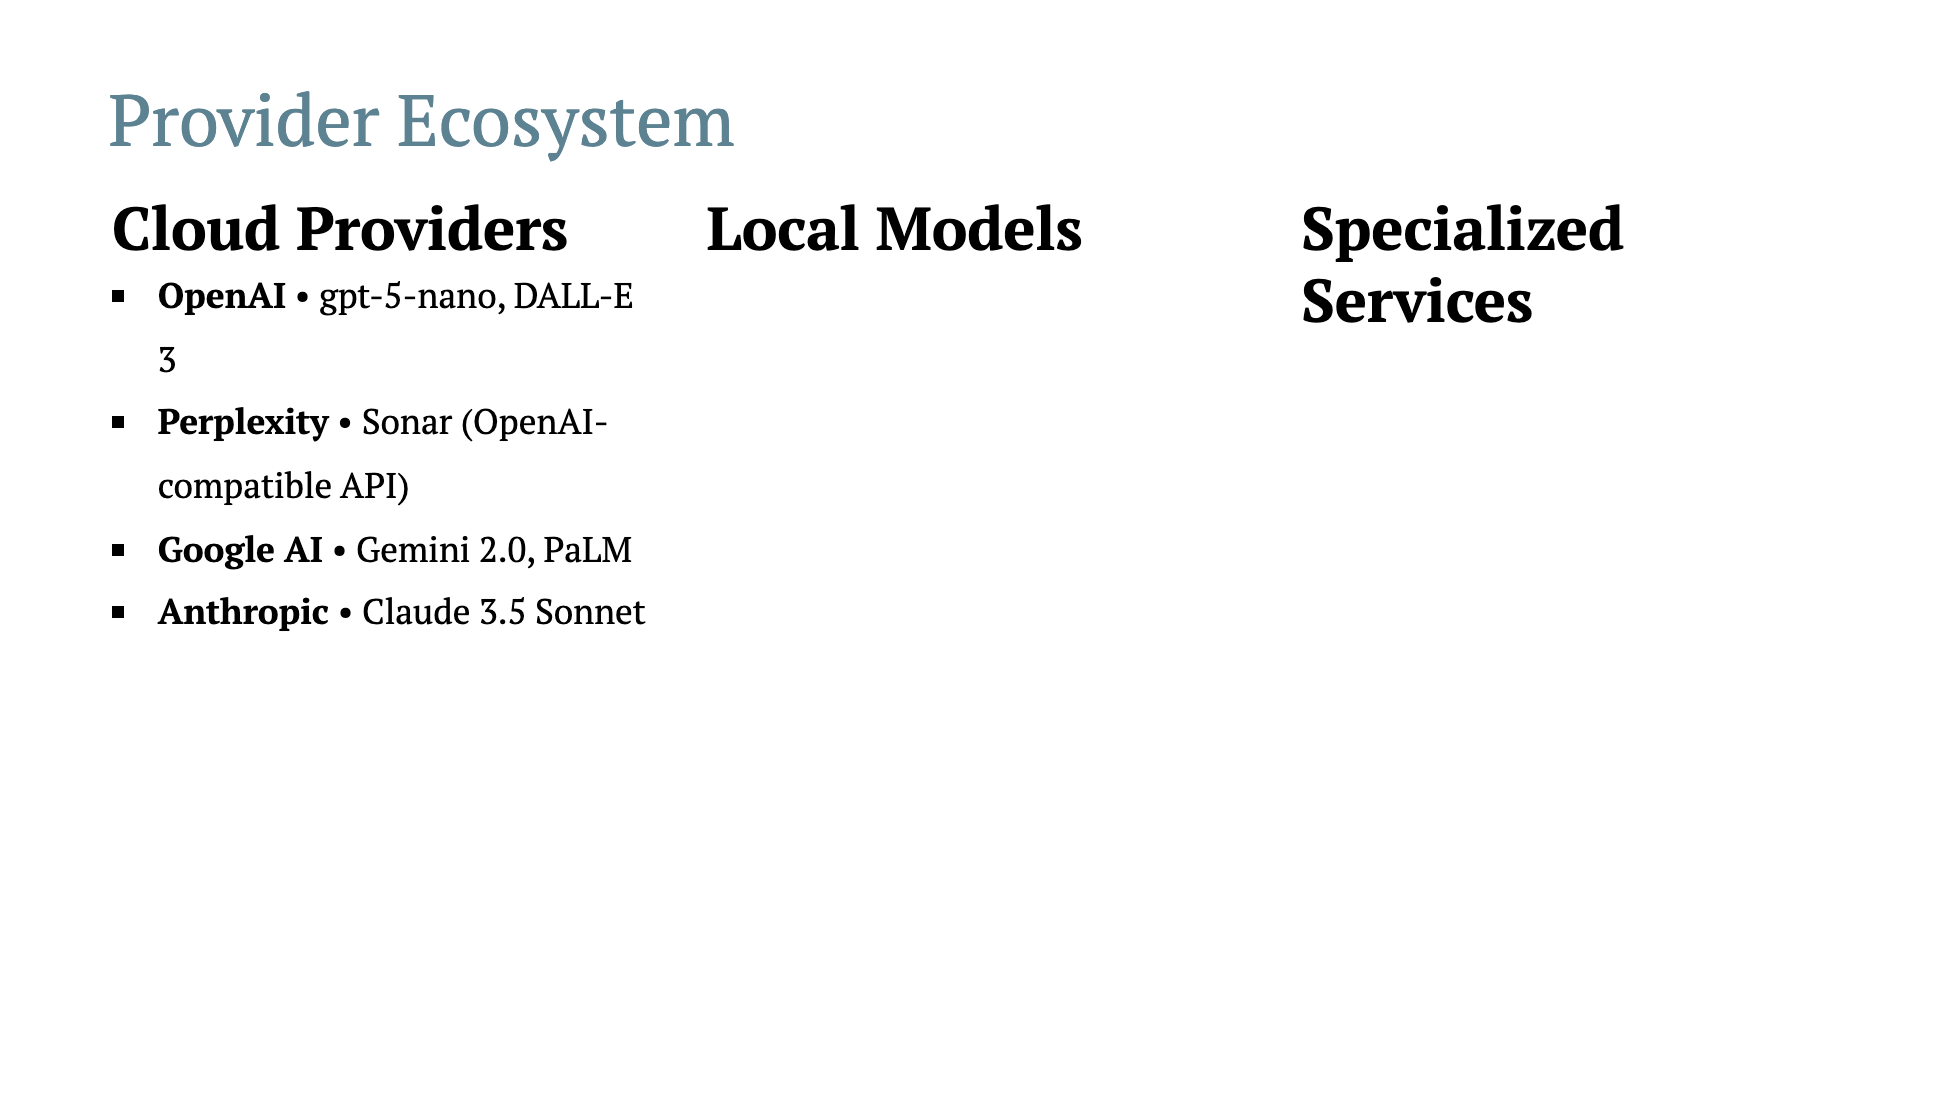 Provider Ecosystem
Cloud Providers
▪ OpenAI • gpt-5-nano, DALL-E
3
▪ Perplexity • Sonar (OpenAI-
compatible API)
▪ Google AI • Gemini 2.0, PaLM
▪ Anthropic • Claude 3.5 Sonnet
Local Models
Specialized
Services